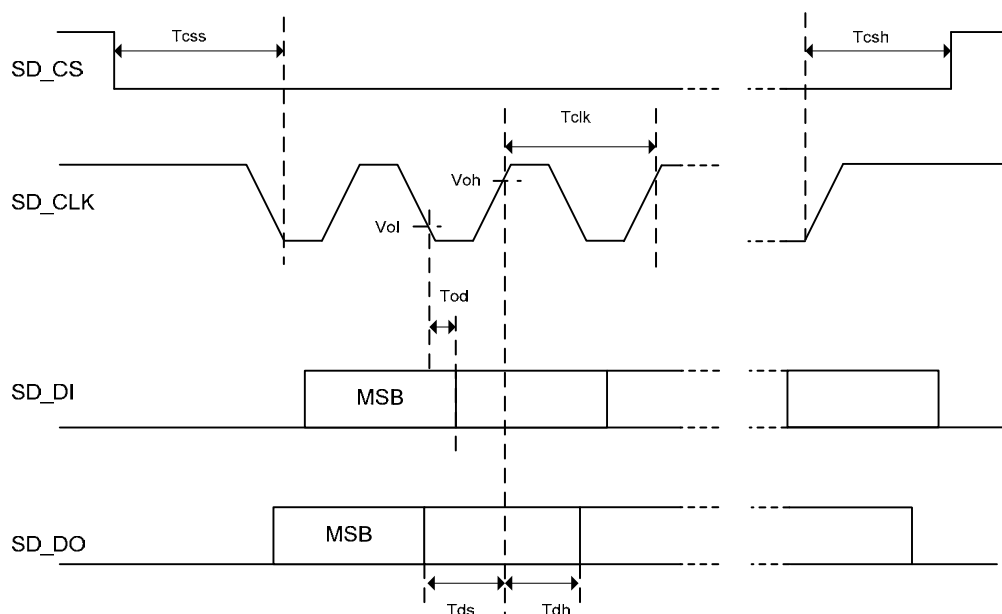 Tcss
Tcsh
SD_CS
Tclk
Voh
SD_CLK
Vol
Tod
SD_DI
MSB
SD_DO
MSB
Tds
Tdh